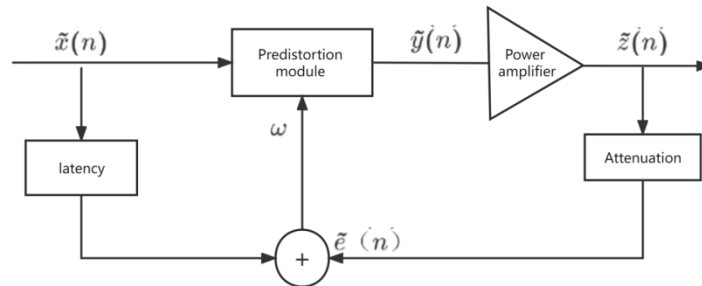 x̃(n)
Predistortion
module
ỹ(n)
Power
amplifier
z̃(n)
ω
latency
Attenuation
+
ẽ (n)